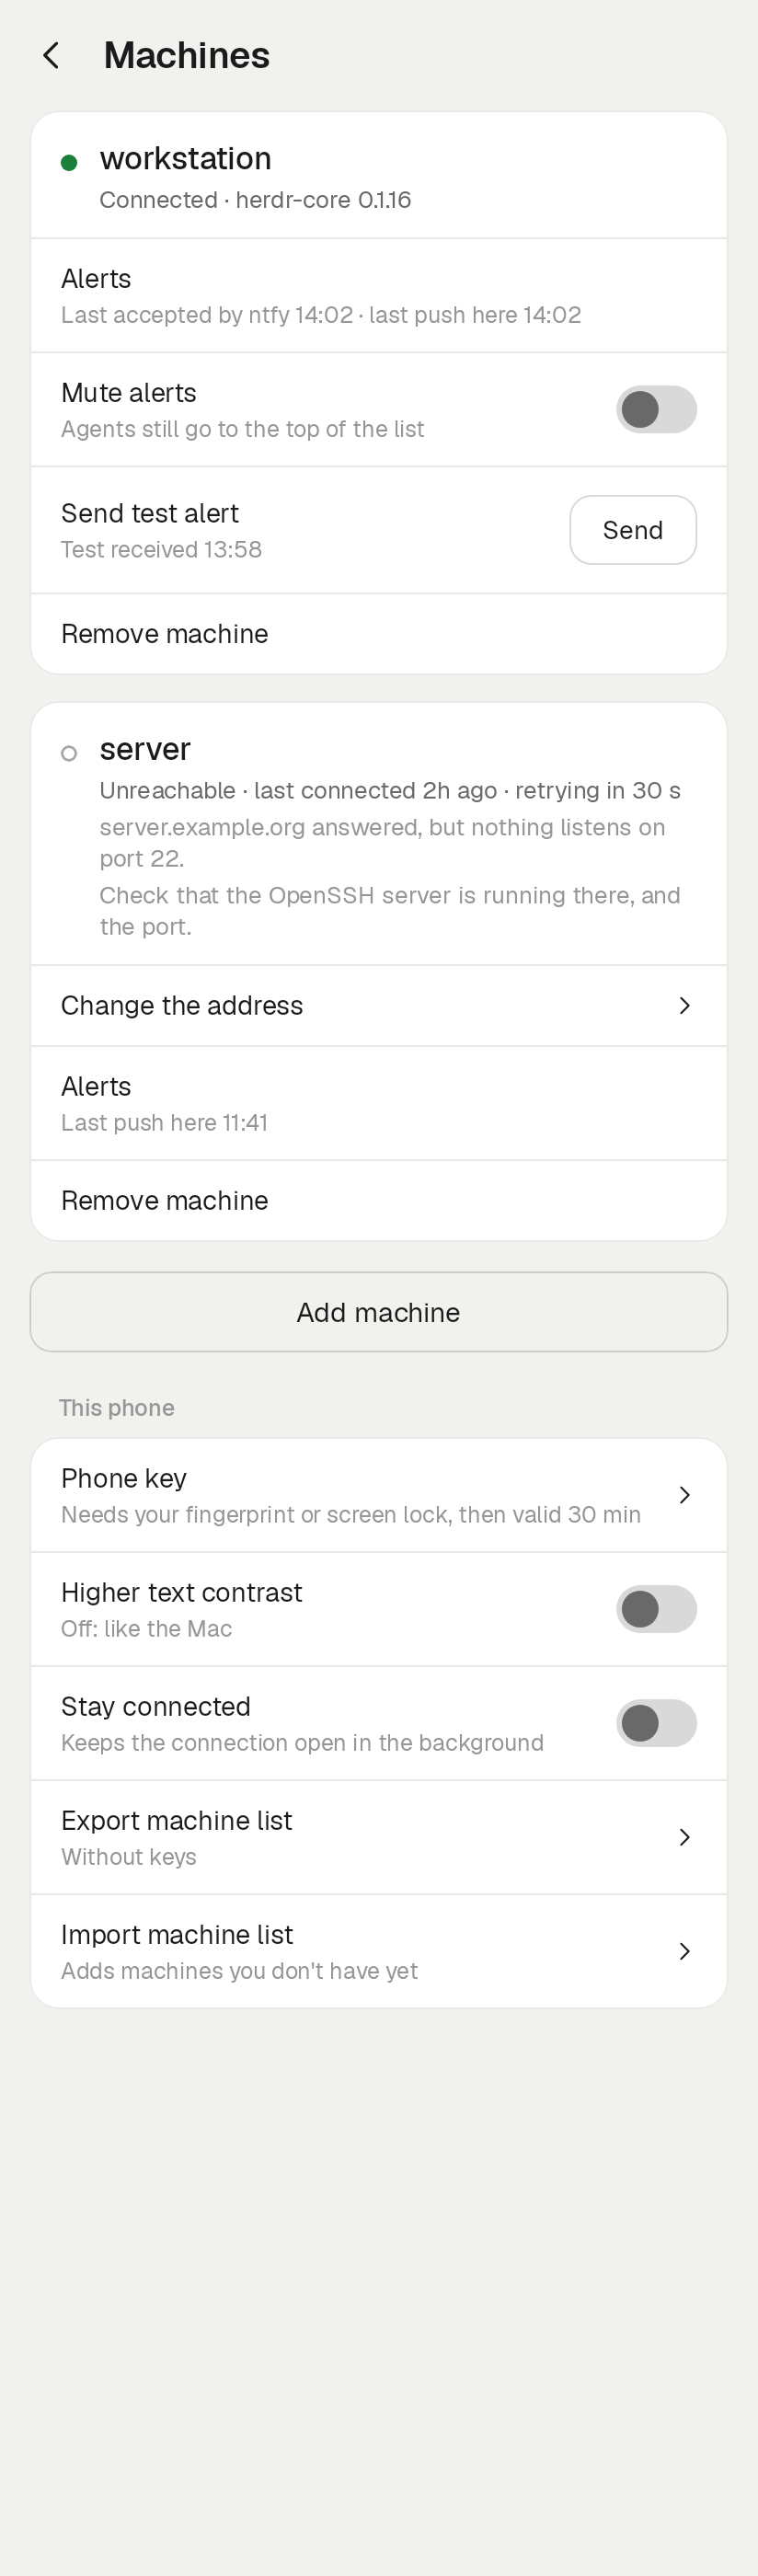 Machines
workstation
Connected · herdr-core 0.1.16
Alerts
Last accepted by ntfy 14:02 · last push here 14:02
Mute alerts
Agents still go to the top of the list
Send test alert
Test received 13:58
Send
Remove machine
server
Unreachable · last connected 2h ago · retrying in 30 s
server.example.org answered, but nothing listens on
port 22.
Check that the OpenSSH server is running there, and
the port.
Change the address
Alerts
Last push here 11:41
Remove machine
Add machine
This phone
Phone key
Needs your fingerprint or screen lock, then valid 30 min
Higher text contrast
Off: like the Mac
Stay connected
Keeps the connection open in the background
Export machine list
Without keys
Import machine list
Adds machines you don't have yet